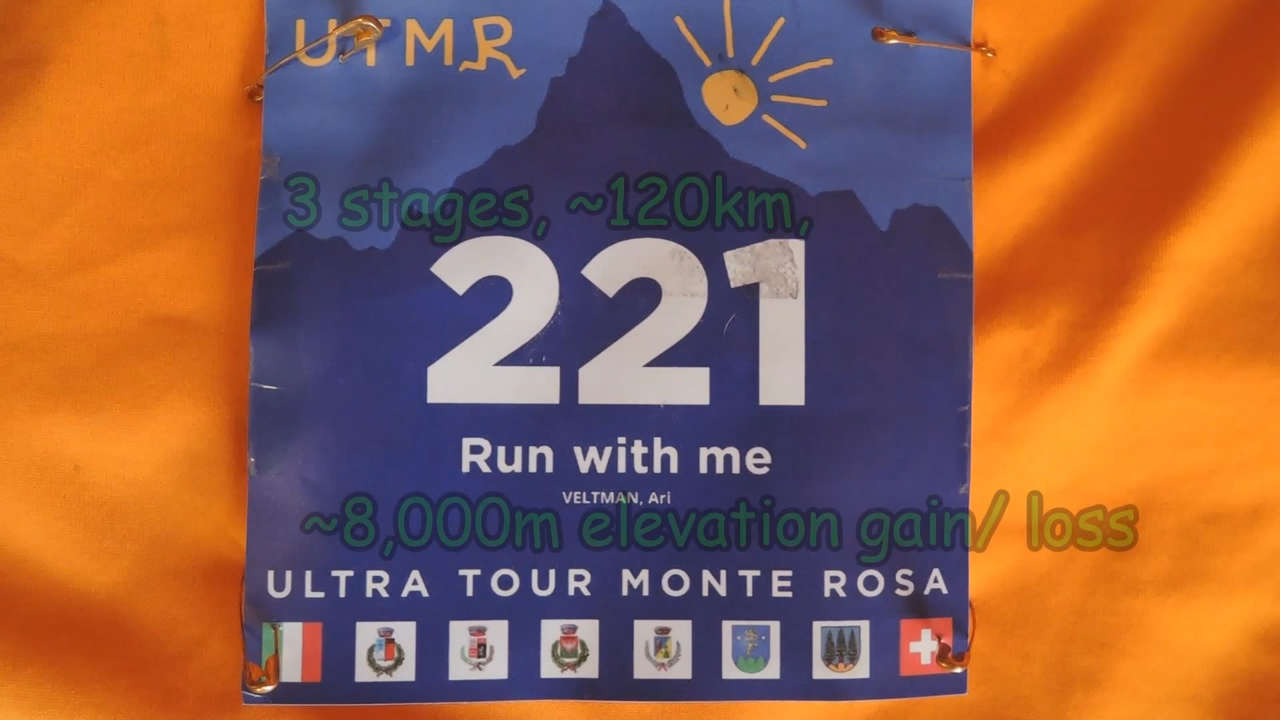 UTMR
3 stages, ~120km,
221
Run with me
VELTMAN, Ari
~8,000m elevation gain/ loss
ULTRA TOUR MONTE ROSA